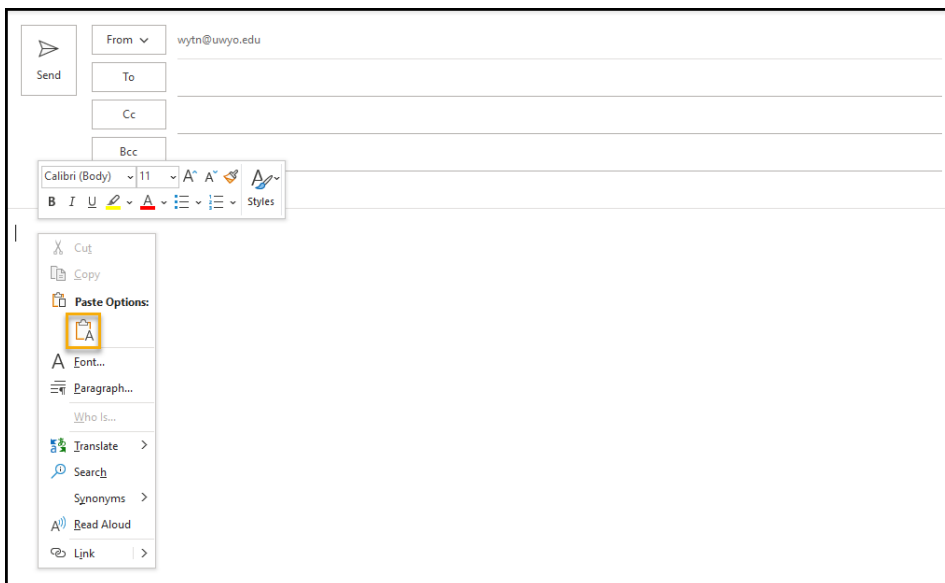 From
wytn@uwyo.edu
Send
To
Cc
Bcc
Calibri (Body) 11 A A
B I U A Styles
Cut
Copy
Paste Options:
A
A Font...
Paragraph...
Who Is...
Translate
Search
Synonyms
A Read Aloud
Link